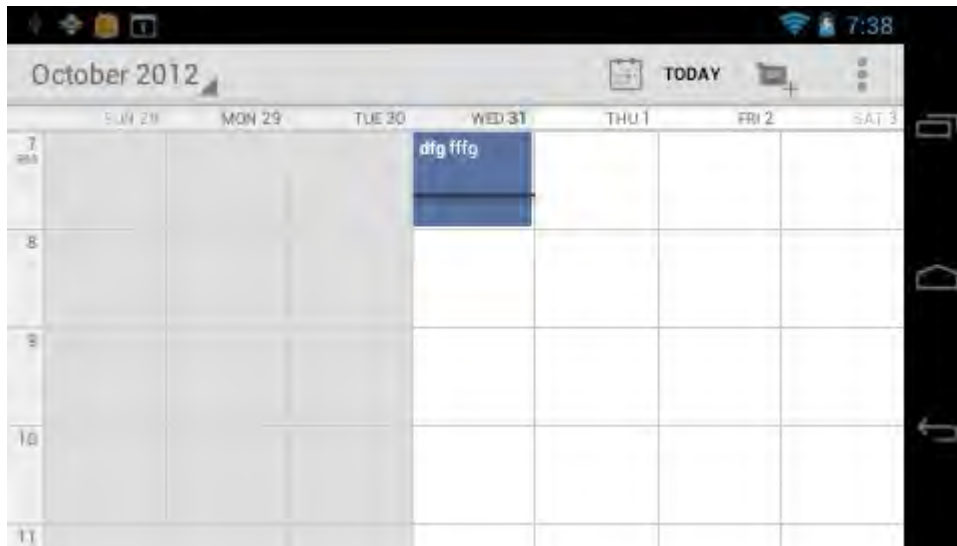 7:38
October 2012 TODAY
SUN 28 MON 29 TUE 30 WED 31 THU 1 FRI 2 SAT 3
7 dfg fffg
8
9
10
11